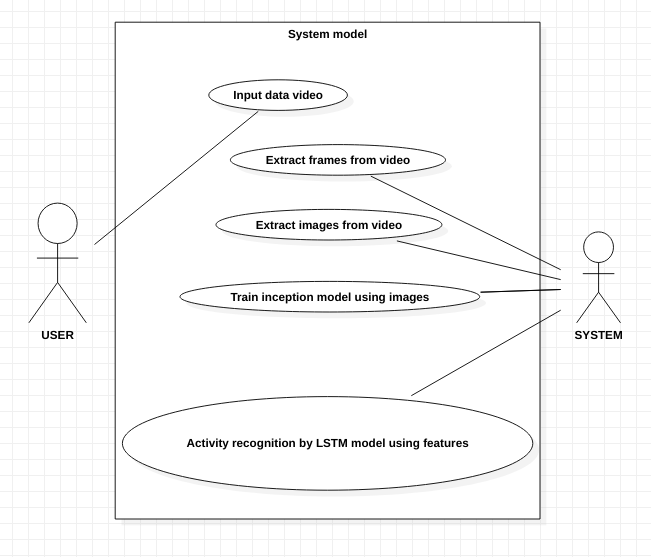 System model
Input data video
Extract frames from video
Extract images from video
Train inception model using images
USER
SYSTEM
Activity recognition by LSTM model using features